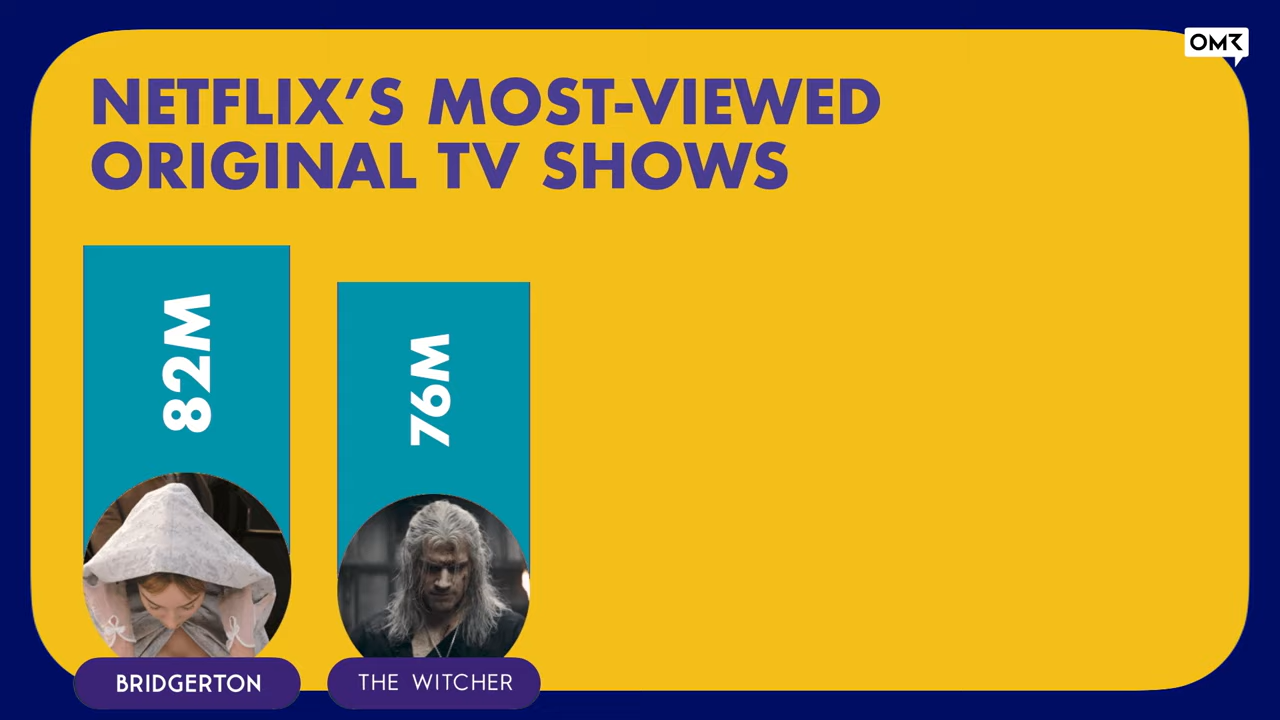 OMR
NETFLIX’S MOST-VIEWED
ORIGINAL TV SHOWS
82M
76M
BRIDGERTON
THE WITCHER